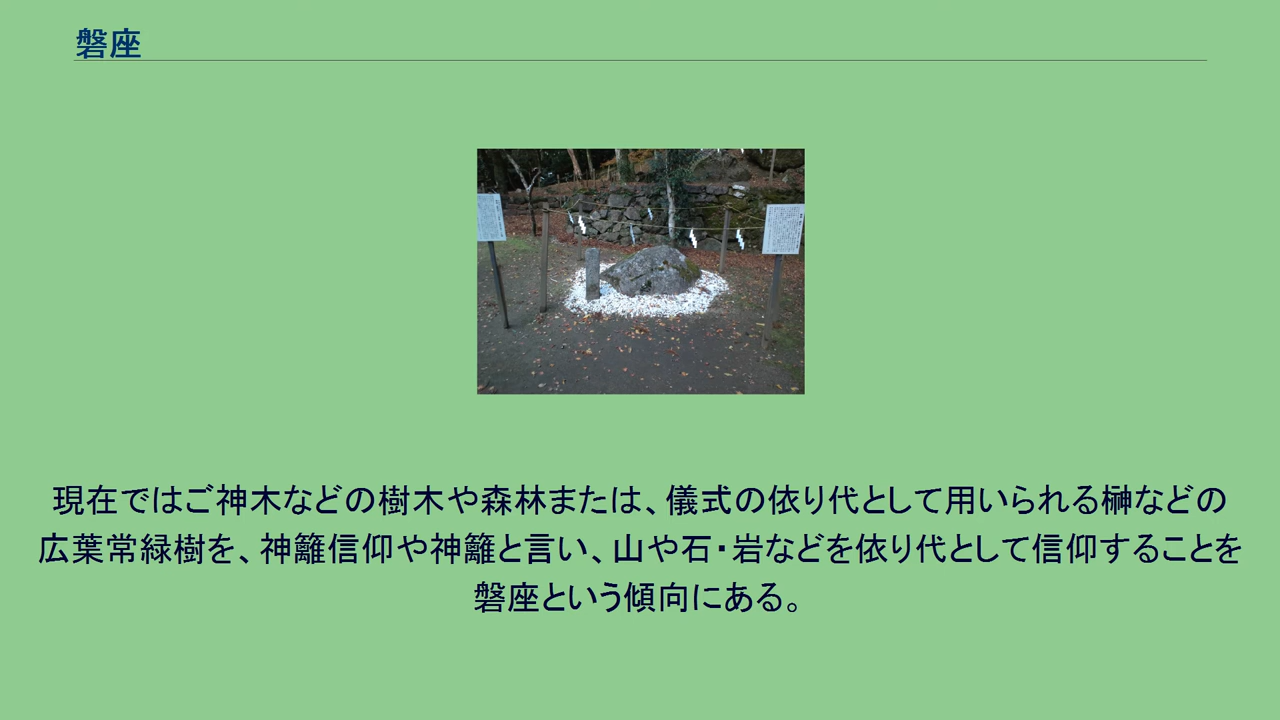 磐座
現在ではご神木などの樹木や森林または、儀式の依り代として用いられる榊などの
広葉常緑樹を、神籬信仰や神籬と言い、山や石・岩などを依り代として信仰することを
磐座という傾向にある。